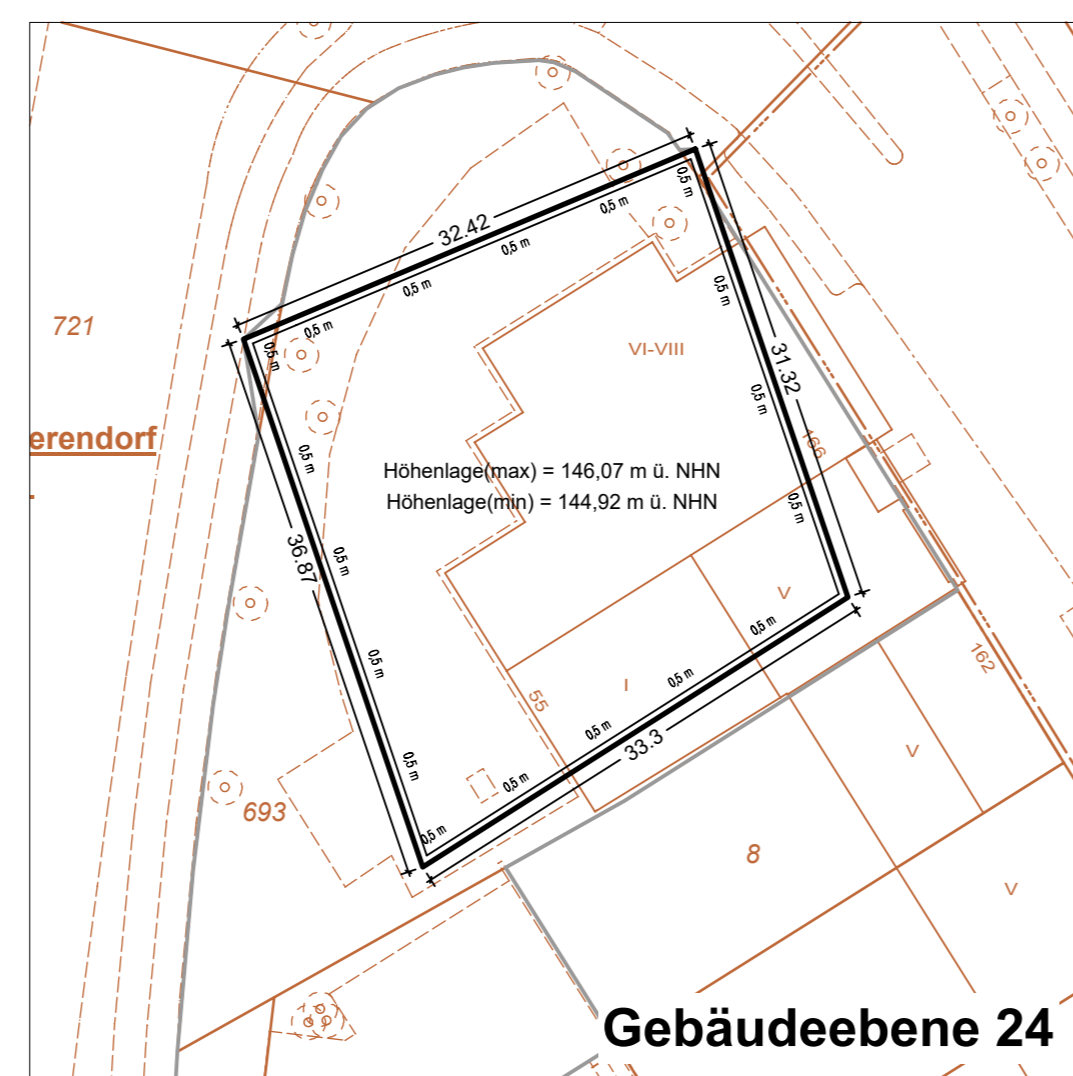 32.42
0,5 m
0,5 m
0,5 m
0,5 m
0,5 m
0,5 m
721
0,5 m
VI-VIII
31.32
erendorf
0,5 m
166
0,5 m
Höhenlage(max) = 146,07 m ü. NHN
Höhenlage(min) = 144,92 m ü. NHN
0,5 m
36.87
0,5 m
V
0,5 m
162
0,5 m
0,5 m
I
55
0,5 m
33.3
V
0,5 m
0,5 m
693
0,5 m
8
V
Gebäudeebene 24